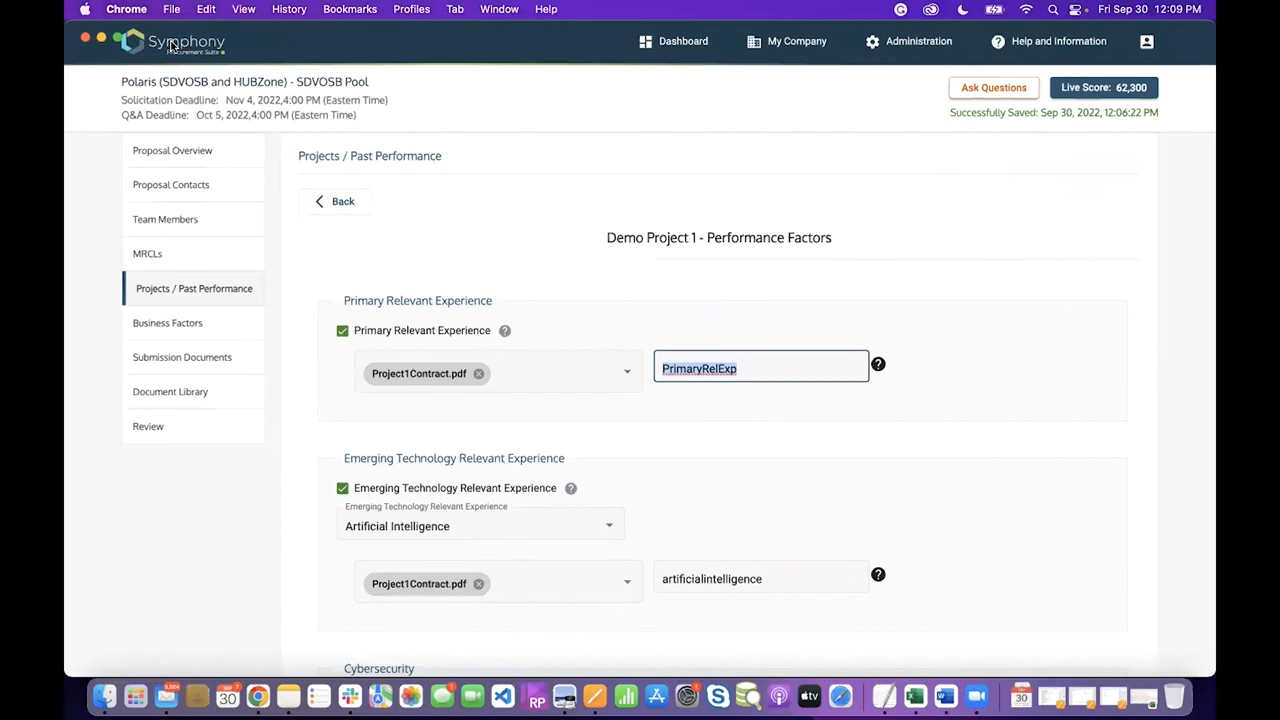 Chrome File Edit View History Bookmarks Profiles Tab Window Help Fri Sep 30 12:09 PM
Symphony
Procurement Suite
Dashboard My Company Administration Help and Information
Polaris (SDVOSB and HUBZone) - SDVOSB Pool
Solicitation Deadline: Nov 4, 2022,4:00 PM (Eastern Time)
Q&A Deadline: Oct 5, 2022,4:00 PM (Eastern Time)
Ask Questions Live Score: 62,300
Successfully Saved: Sep 30, 2022, 12:06:22 PM
Proposal Overview
Proposal Contacts
Team Members
MRCLs
Projects / Past Performance
Business Factors
Submission Documents
Document Library
Review
Projects / Past Performance
Back
Demo Project 1 - Performance Factors
Primary Relevant Experience
Primary Relevant Experience ?
Project1Contract.pdf PrimaryRelExp ?
Emerging Technology Relevant Experience
Emerging Technology Relevant Experience ?
Emerging Technology Relevant Experience
Artificial Intelligence
Project1Contract.pdf artificialintelligence ?
Cybersecurity